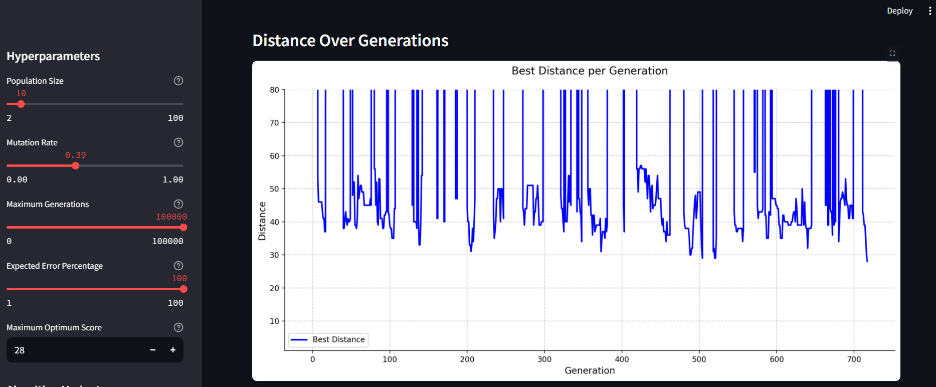 Deploy
Hyperparameters
Population Size
10
2 100
Mutation Rate
0.39
0.00 1.00
Maximum Generations
100000
0 100000
Expected Error Percentage
100
1 100
Maximum Optimum Score
28 − +
Distance Over Generations
Best Distance per Generation
80
70
60
50
40
30
20
10
Distance
Best Distance
0 100 200 300 400 500 600 700
Generation